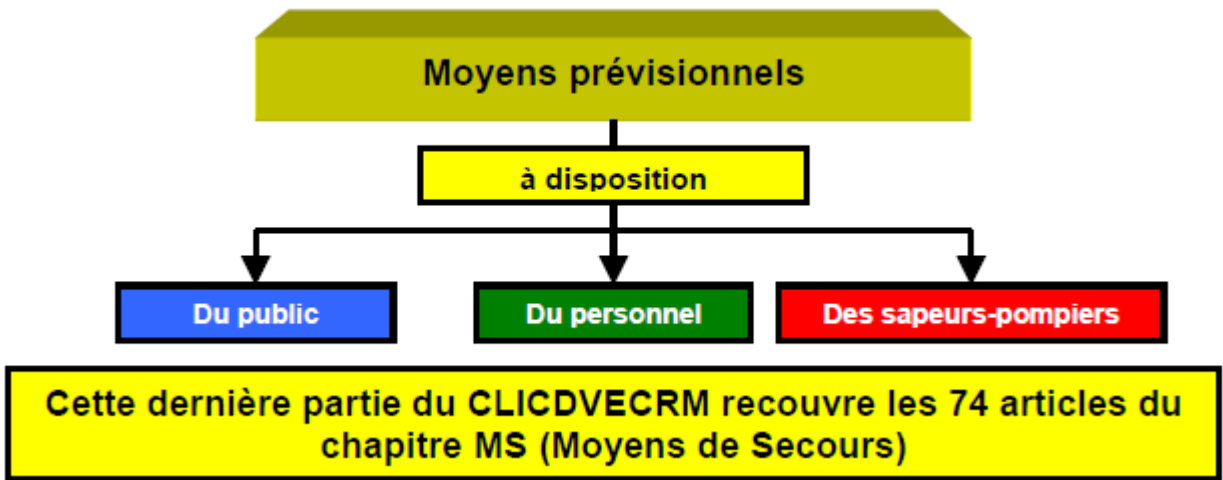 Moyens prévisionnels
à disposition
Du public
Du personnel
Des sapeurs-pompiers
Cette dernière partie du CLICDVECRM recouvre les 74 articles du
chapitre MS (Moyens de Secours)